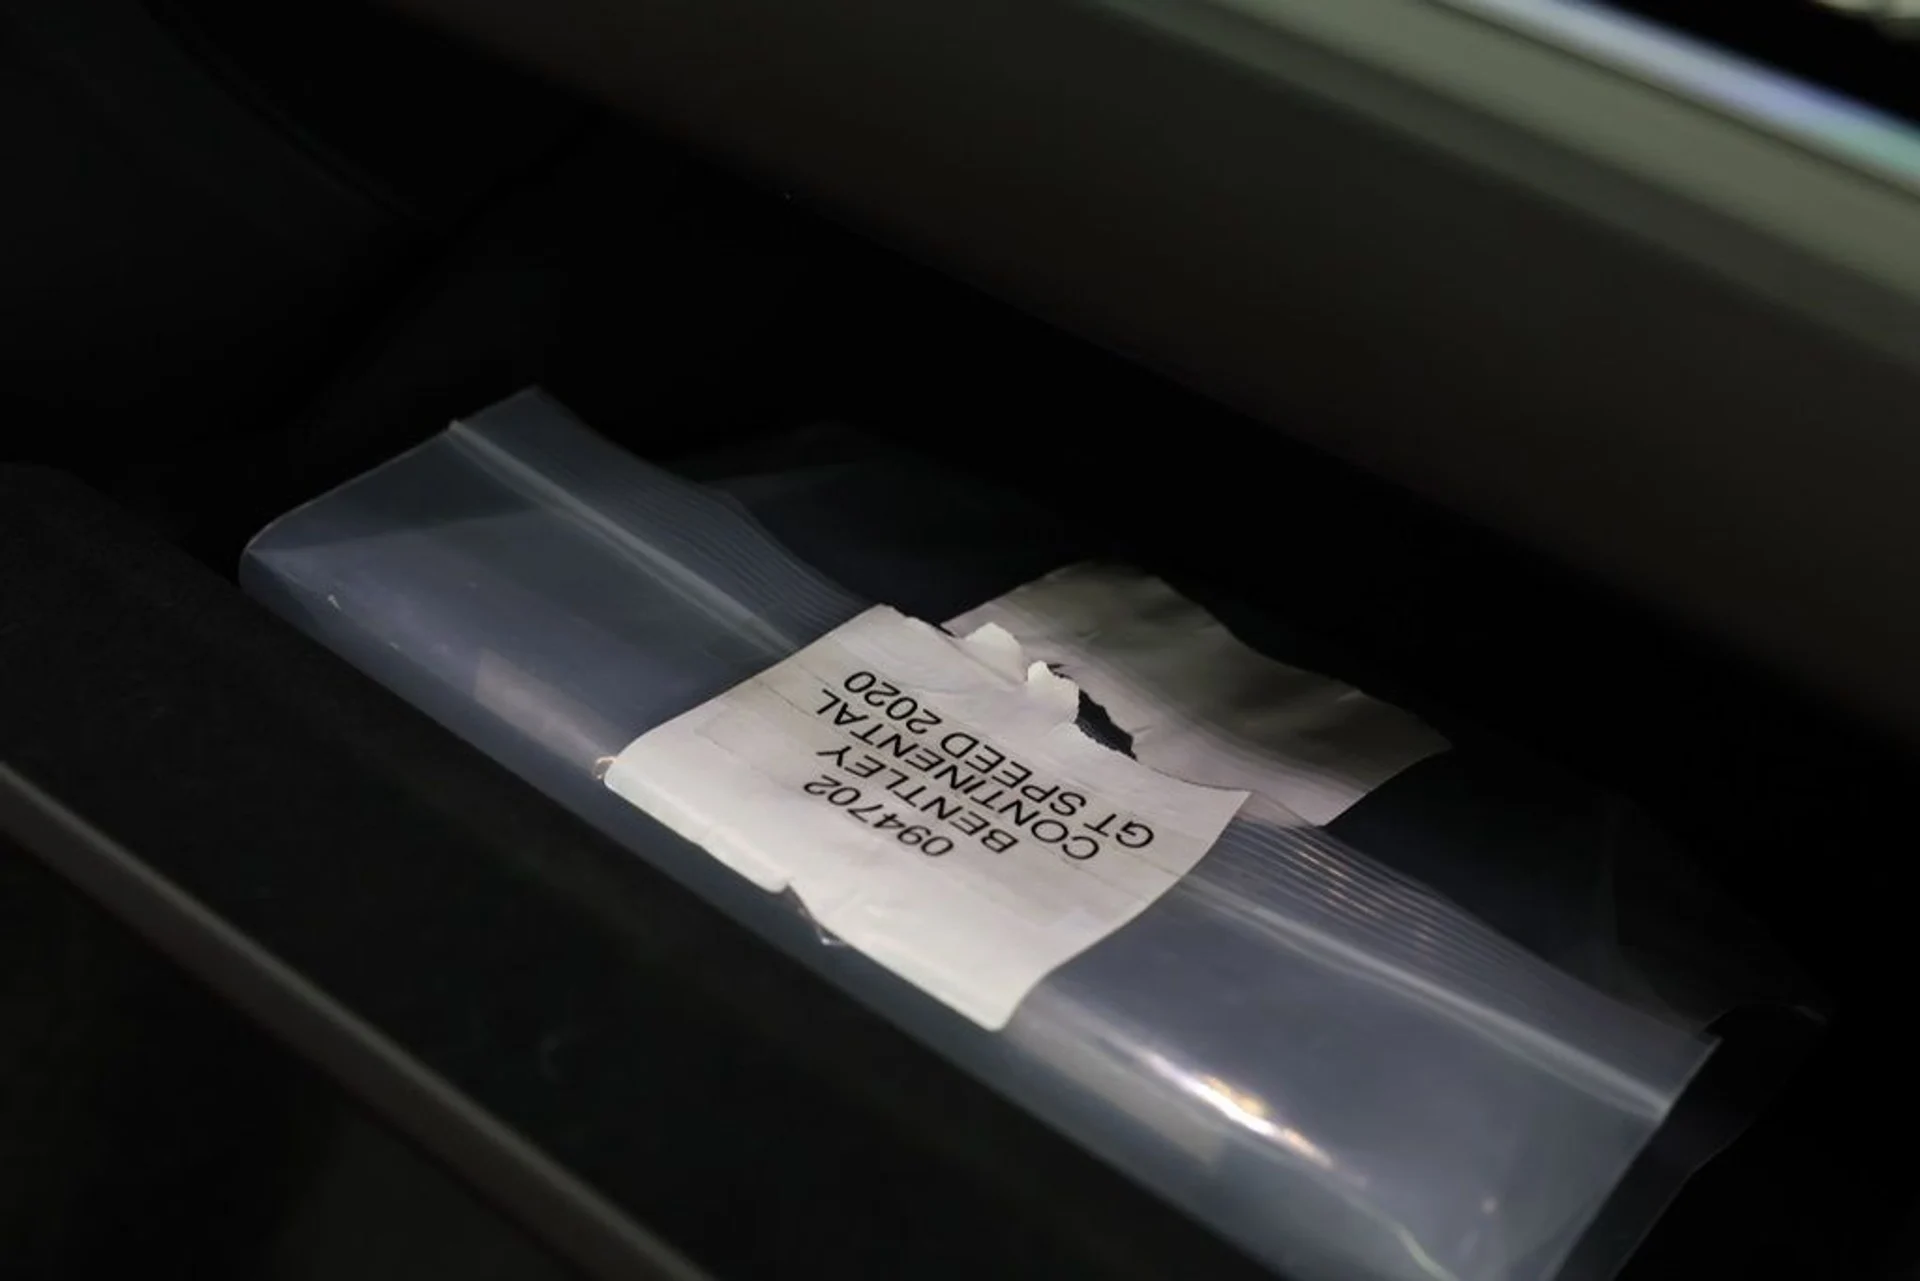 094702
BENTLEY
CONTINENTAL
GT SPEED 2020